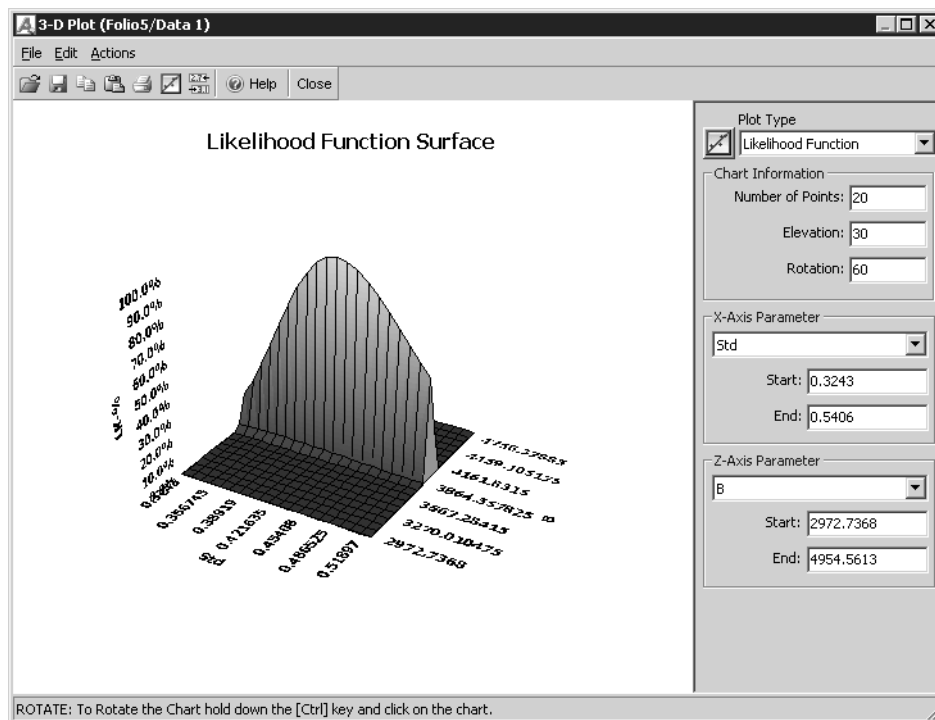 3-D Plot (Folio5/Data 1)
File Edit Actions
Help Close
Likelihood Function Surface
100.0%
90.0%
80.0%
70.0%
60.0%
50.0%
40.0%
30.0%
20.0%
10.0%
0.356743
0.38919
0.421635
0.45408
0.486525
0.51897
Std
2972.7368
3270.010475
3567.28415
3864.557825
4161.8315
B
Plot Type
Likelihood Function
Chart Information
Number of Points: 20
Elevation: 30
Rotation: 60
X-Axis Parameter
Std
Start: 0.3243
End: 0.5406
Z-Axis Parameter
B
Start: 2972.7368
End: 4954.5613
ROTATE: To Rotate the Chart hold down the [Ctrl] key and click on the chart.